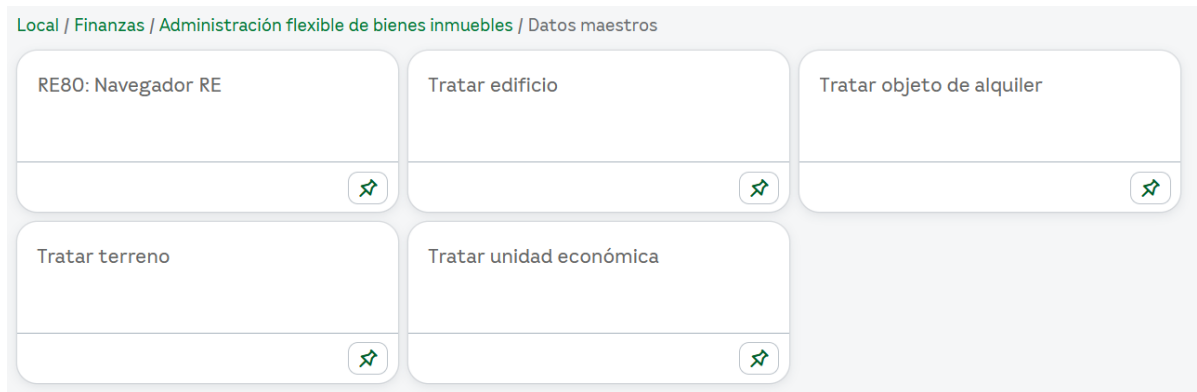 Local / Finanzas / Administración flexible de bienes inmuebles / Datos maestros
RE80: Navegador RE
Tratar edificio
Tratar objeto de alquiler
Tratar terreno
Tratar unidad económica